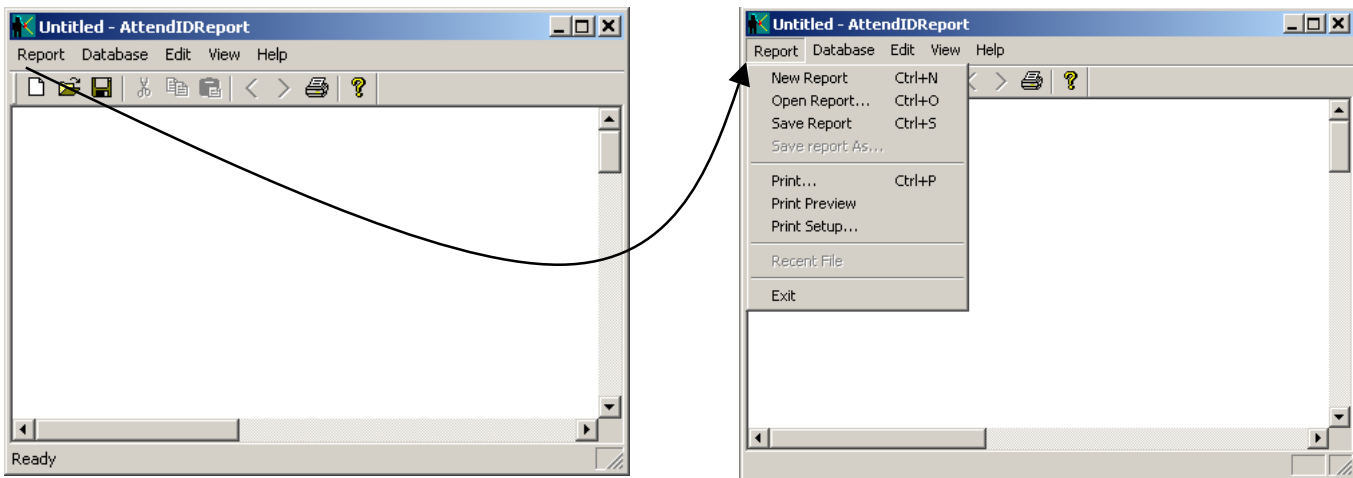 Untitled - AttendIDReport
Report Database Edit View Help
Ready
Untitled - AttendIDReport
Report Database Edit View Help
New Report Ctrl+N
Open Report... Ctrl+O
Save Report Ctrl+S
Save report As...
Print... Ctrl+P
Print Preview
Print Setup...
Recent File
Exit